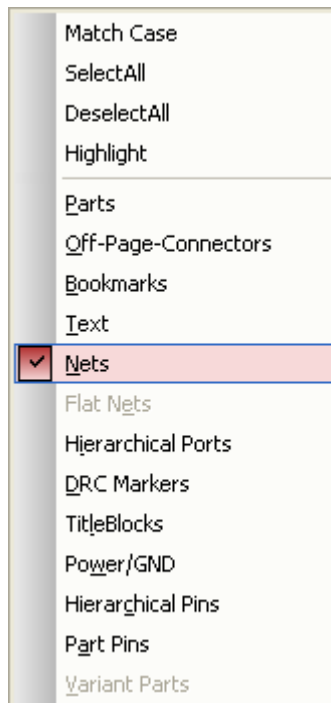 Match Case
SelectAll
DeselectAll
Highlight
Parts
Off-Page-Connectors
Bookmarks
Text
Nets
Flat Nets
Hierarchical Ports
DRC Markers
TitleBlocks
Power/GND
Hierarchical Pins
Part Pins
Variant Parts